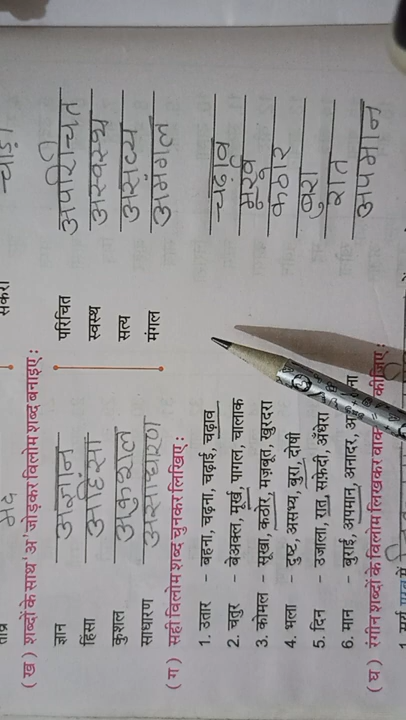 तीव्र मंद
सँकरा चौड़ा
(ख) शब्दों के साथ 'अ' जोड़कर विलोम शब्द बनाइए :
ज्ञान अज्ञान परिचित अपरिचित
हिंसा अहिंसा स्वस्थ अस्वस्थ
कुशल अकुशल सत्य असत्य
साधारण असाधारण मंगल अमंगल
(ग) सही विलोम शब्द चुनकर लिखिए :
1. उतार - बहना, चढ़ना, चढ़ाई, चढ़ाव चढ़ाव
2. चतुर - बेअक्ल, मूर्ख, पागल, चालाक मूर्ख
3. कोमल - सूखा, कठोर, मज़बूत, खुरदरा कठोर
4. भला - दुष्ट, असभ्य, बुरा, दोषी बुरा
5. दिन - उजाला, रात, सफ़ेदी, अँधेरा रात
6. मान - बुराई, अपमान, अनादर, अपमान
(घ) रंगीन शब्दों के विलोम लिखकर वाक्य कीजिए :